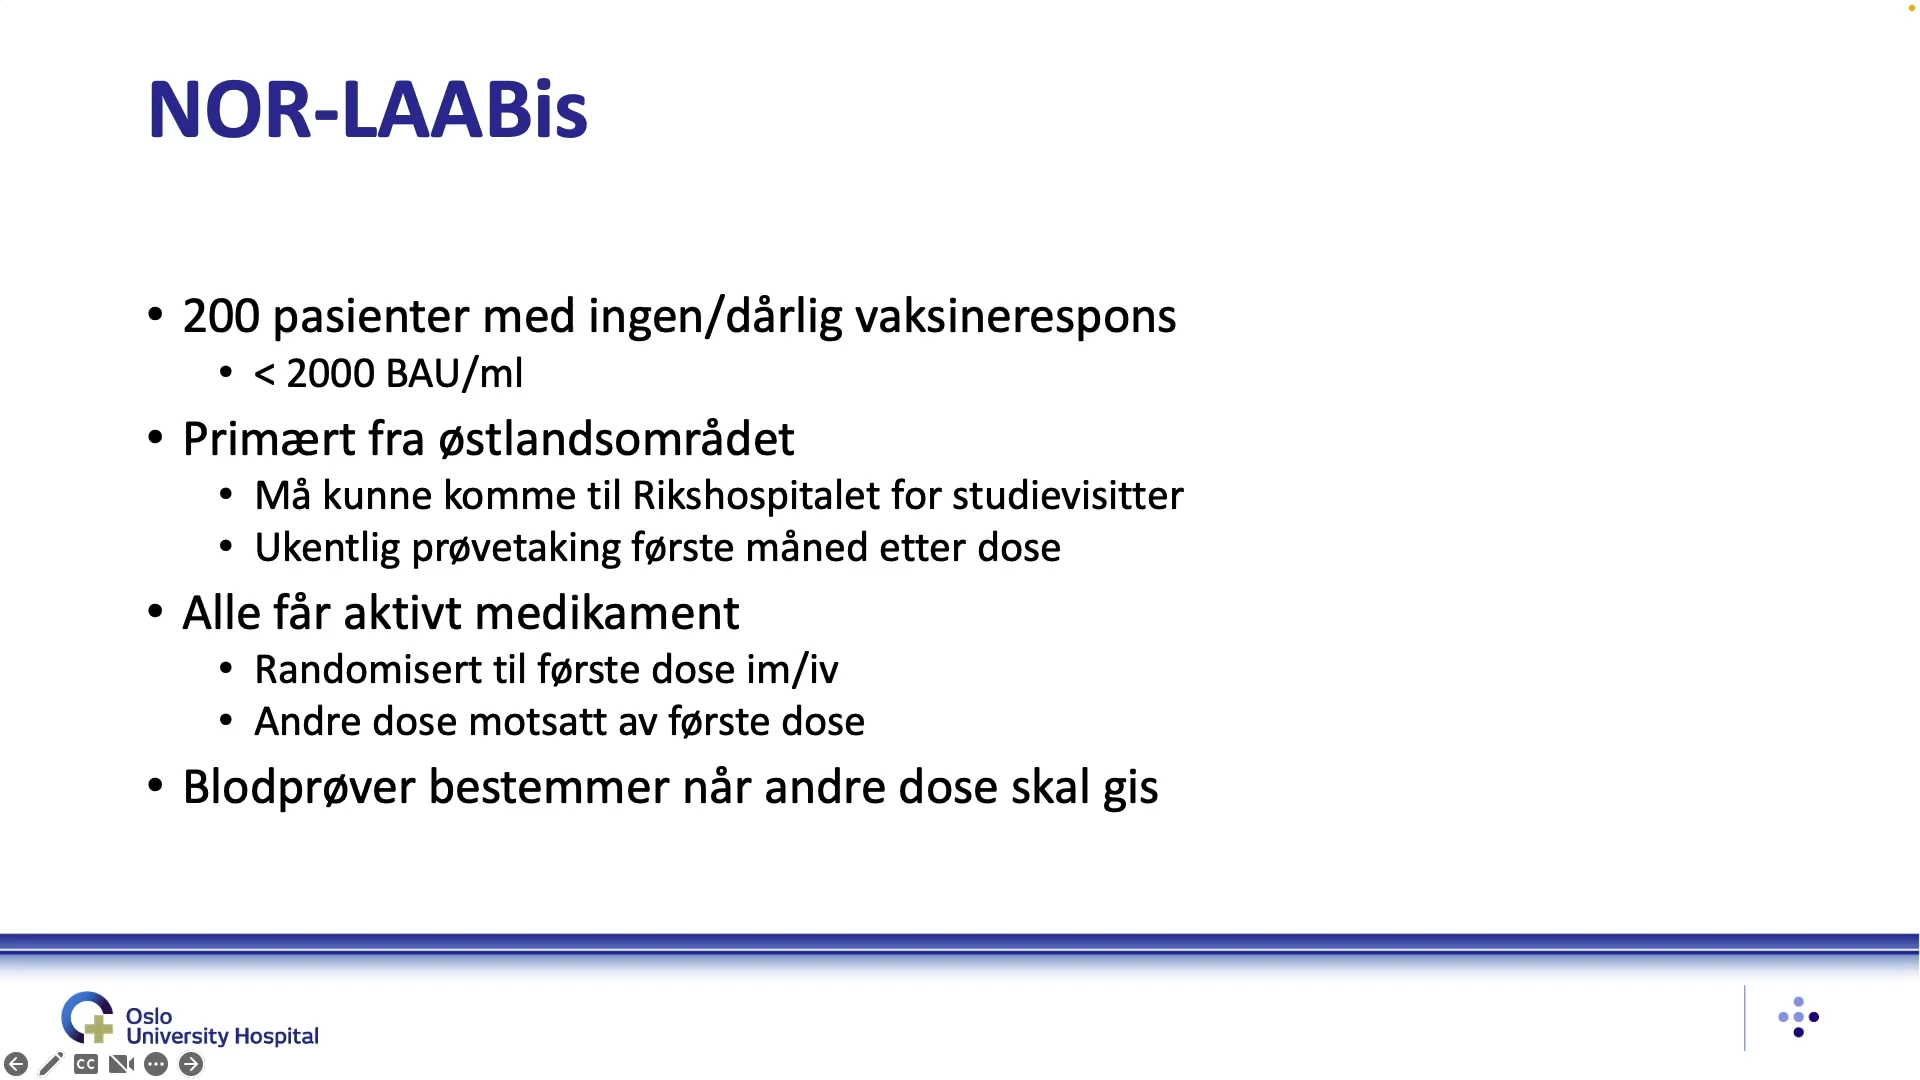 NOR-LAABis
• 200 pasienter med ingen/dårlig vaksinerespons
• < 2000 BAU/ml
• Primært fra østlandsområdet
• Må kunne komme til Rikshospitalet for studievisitter
• Ukentlig prøvetaking første måned etter dose
• Alle får aktivt medikament
• Randomisert til første dose im/iv
• Andre dose motsatt av første dose
• Blodprøver bestemmer når andre dose skal gis
Oslo
University Hospital
CC